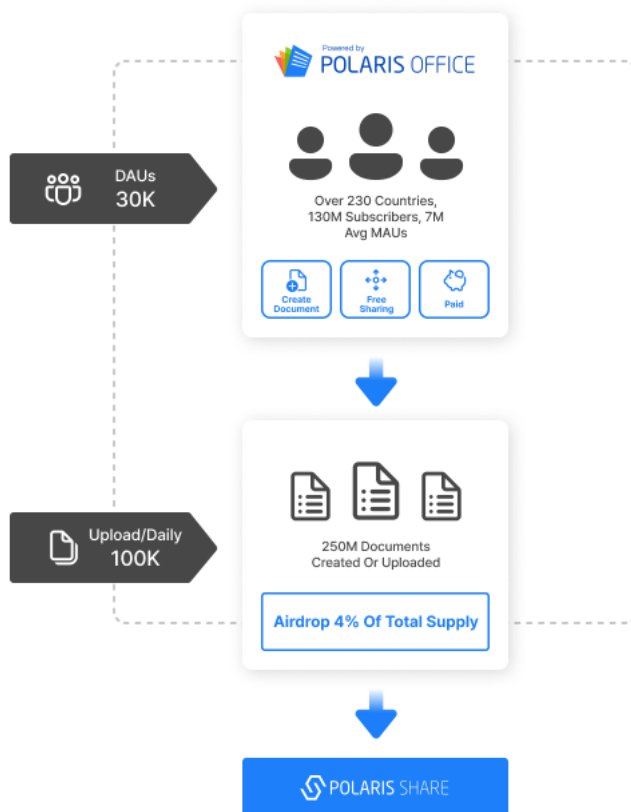 Powered by
POLARIS OFFICE
DAUs
30K
Over 230 Countries,
130M Subscribers, 7M
Avg MAUs
Create
Document
Free
Sharing
Paid
Upload/Daily
100K
250M Documents
Created Or Uploaded
Airdrop 4% Of Total Supply
POLARIS SHARE